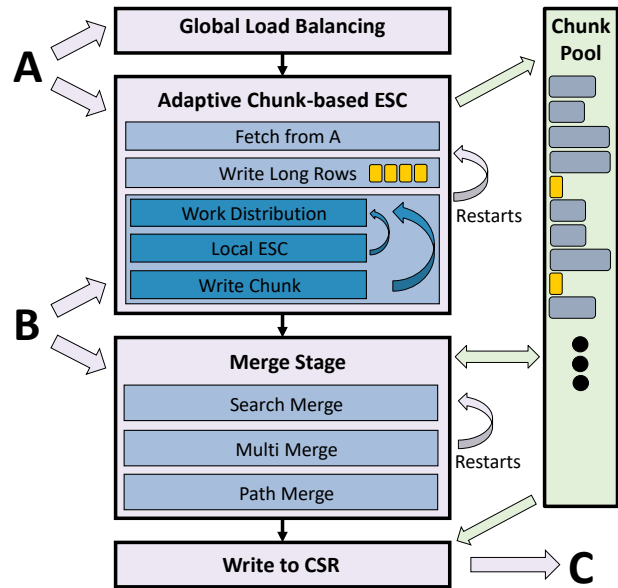 Global Load Balancing
Chunk
Pool
A
Adaptive Chunk-based ESC
Fetch from A
Write Long Rows
Restarts
Work Distribution
Local ESC
Write Chunk
B
Merge Stage
Search Merge
Multi Merge
Restarts
Path Merge
Write to CSR
C